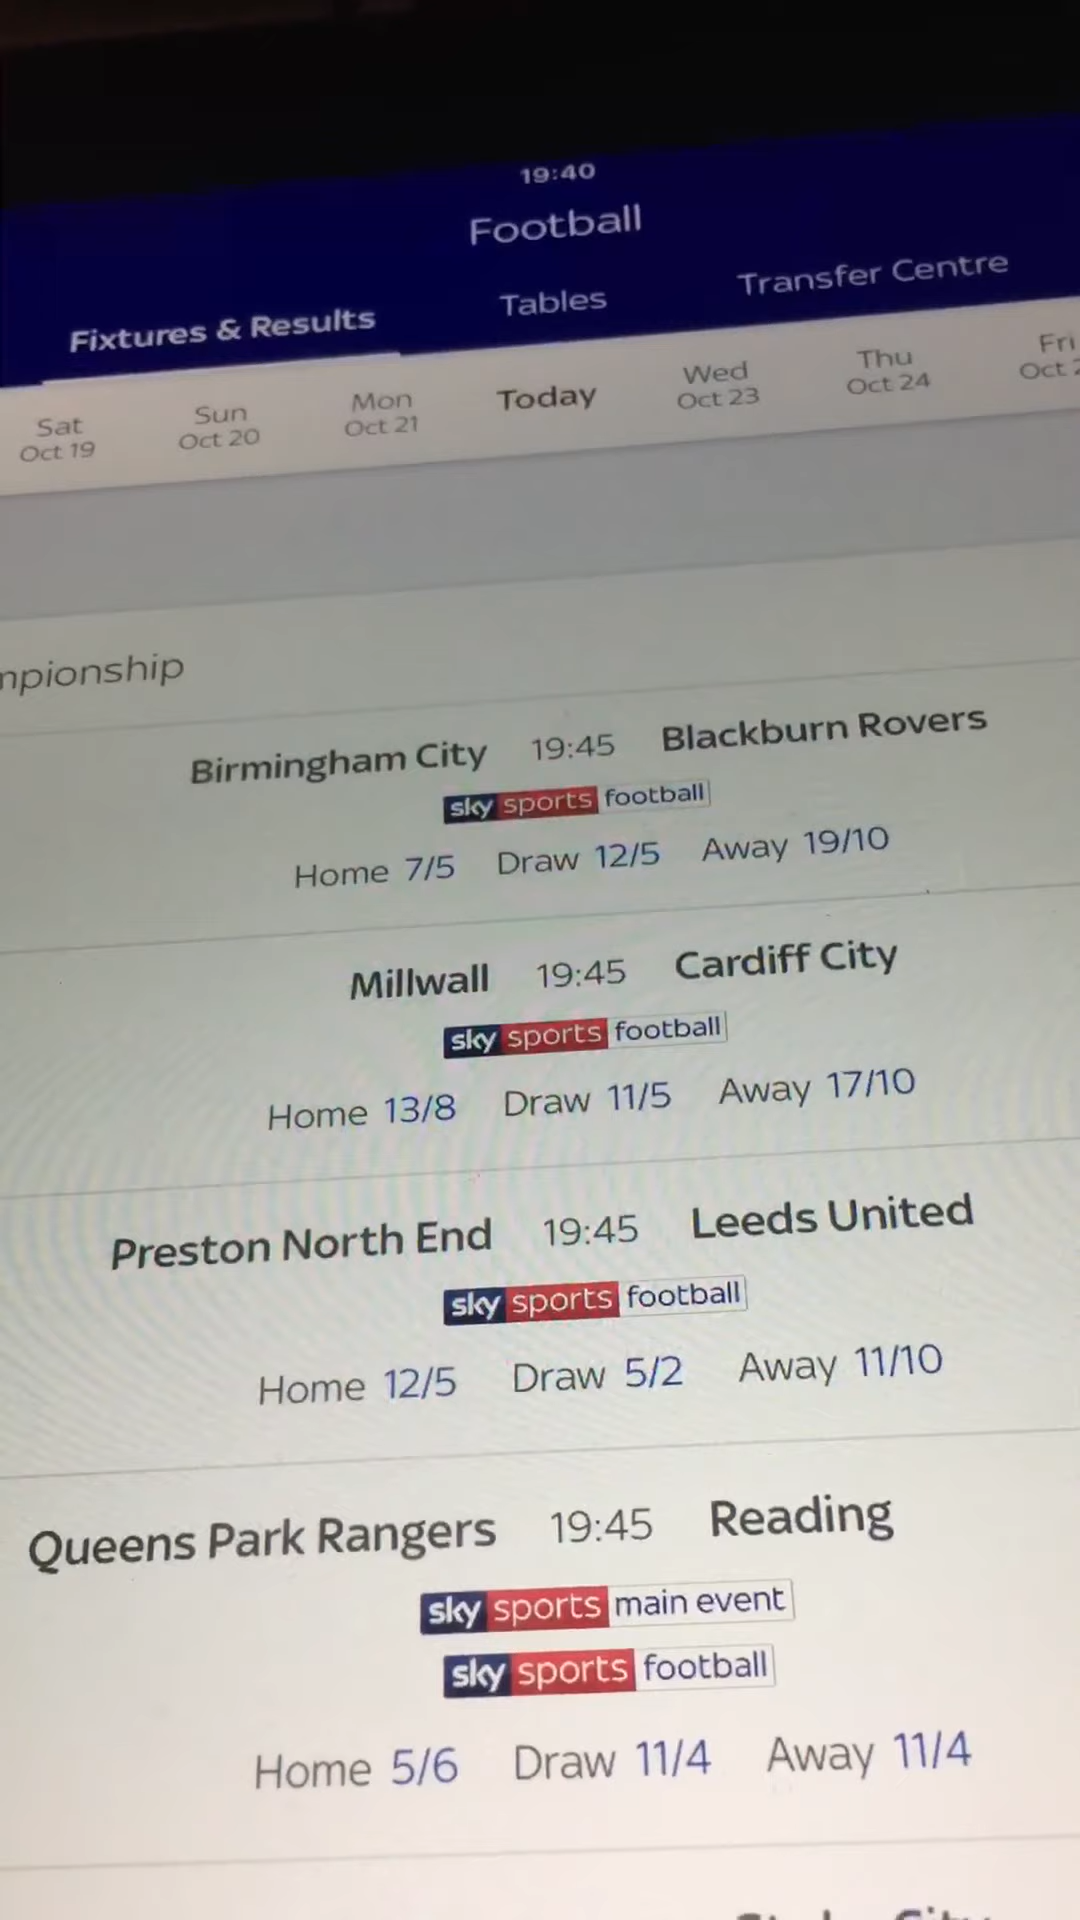 19:40
Football
Fixtures & Results Tables Transfer Centre
Sat Oct 19 Sun Oct 20 Mon Oct 21 Today Wed Oct 23 Thu Oct 24 Fri Oct
mpionship
Birmingham City 19:45 Blackburn Rovers
sky sports football
Home 7/5 Draw 12/5 Away 19/10
Millwall 19:45 Cardiff City
sky sports football
Home 13/8 Draw 11/5 Away 17/10
Preston North End 19:45 Leeds United
sky sports football
Home 12/5 Draw 5/2 Away 11/10
Queens Park Rangers 19:45 Reading
sky sports main event
sky sports football
Home 5/6 Draw 11/4 Away 11/4